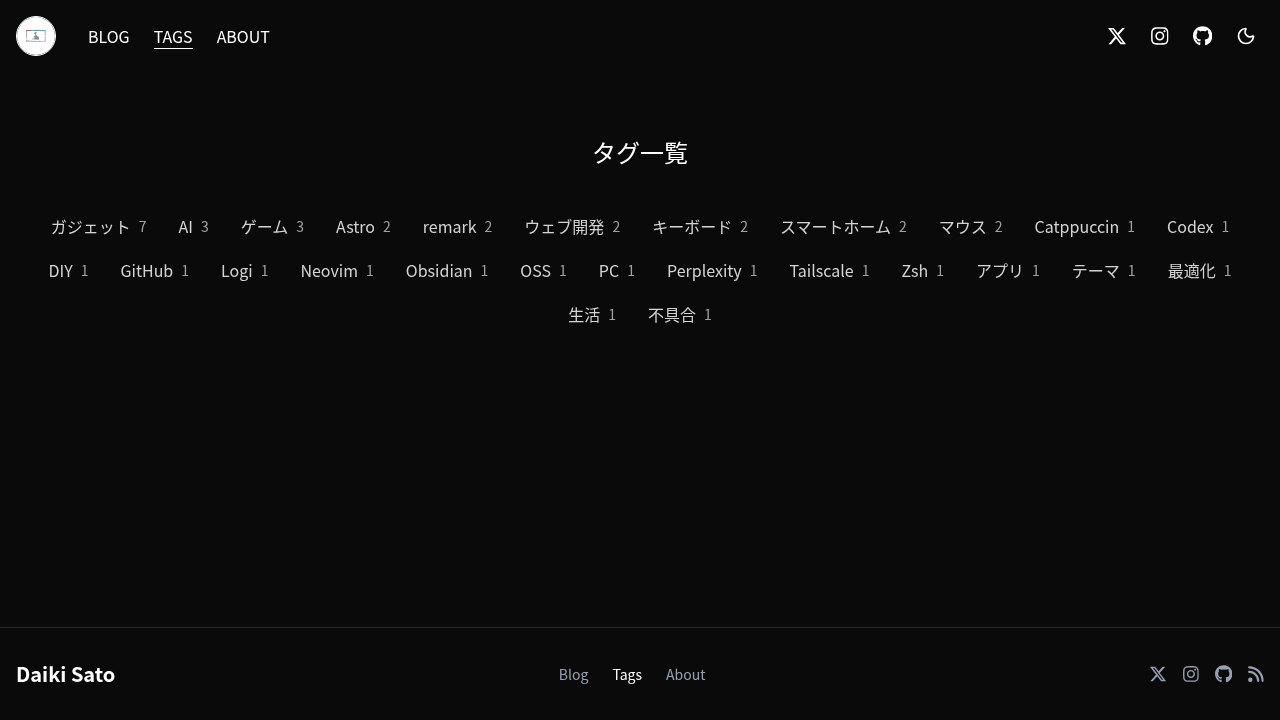 BLOG TAGS ABOUT
タグ一覧
ガジェット 7 AI 3 ゲーム 3 Astro 2 remark 2 ウェブ開発 2 キーボード 2 スマートホーム 2 マウス 2 Catppuccin 1 Codex 1
DIY 1 GitHub 1 Logi 1 Neovim 1 Obsidian 1 OSS 1 PC 1 Perplexity 1 Tailscale 1 Zsh 1 アプリ 1 テーマ 1 最適化 1
生活 1 不具合 1
Daiki Sato Blog Tags About